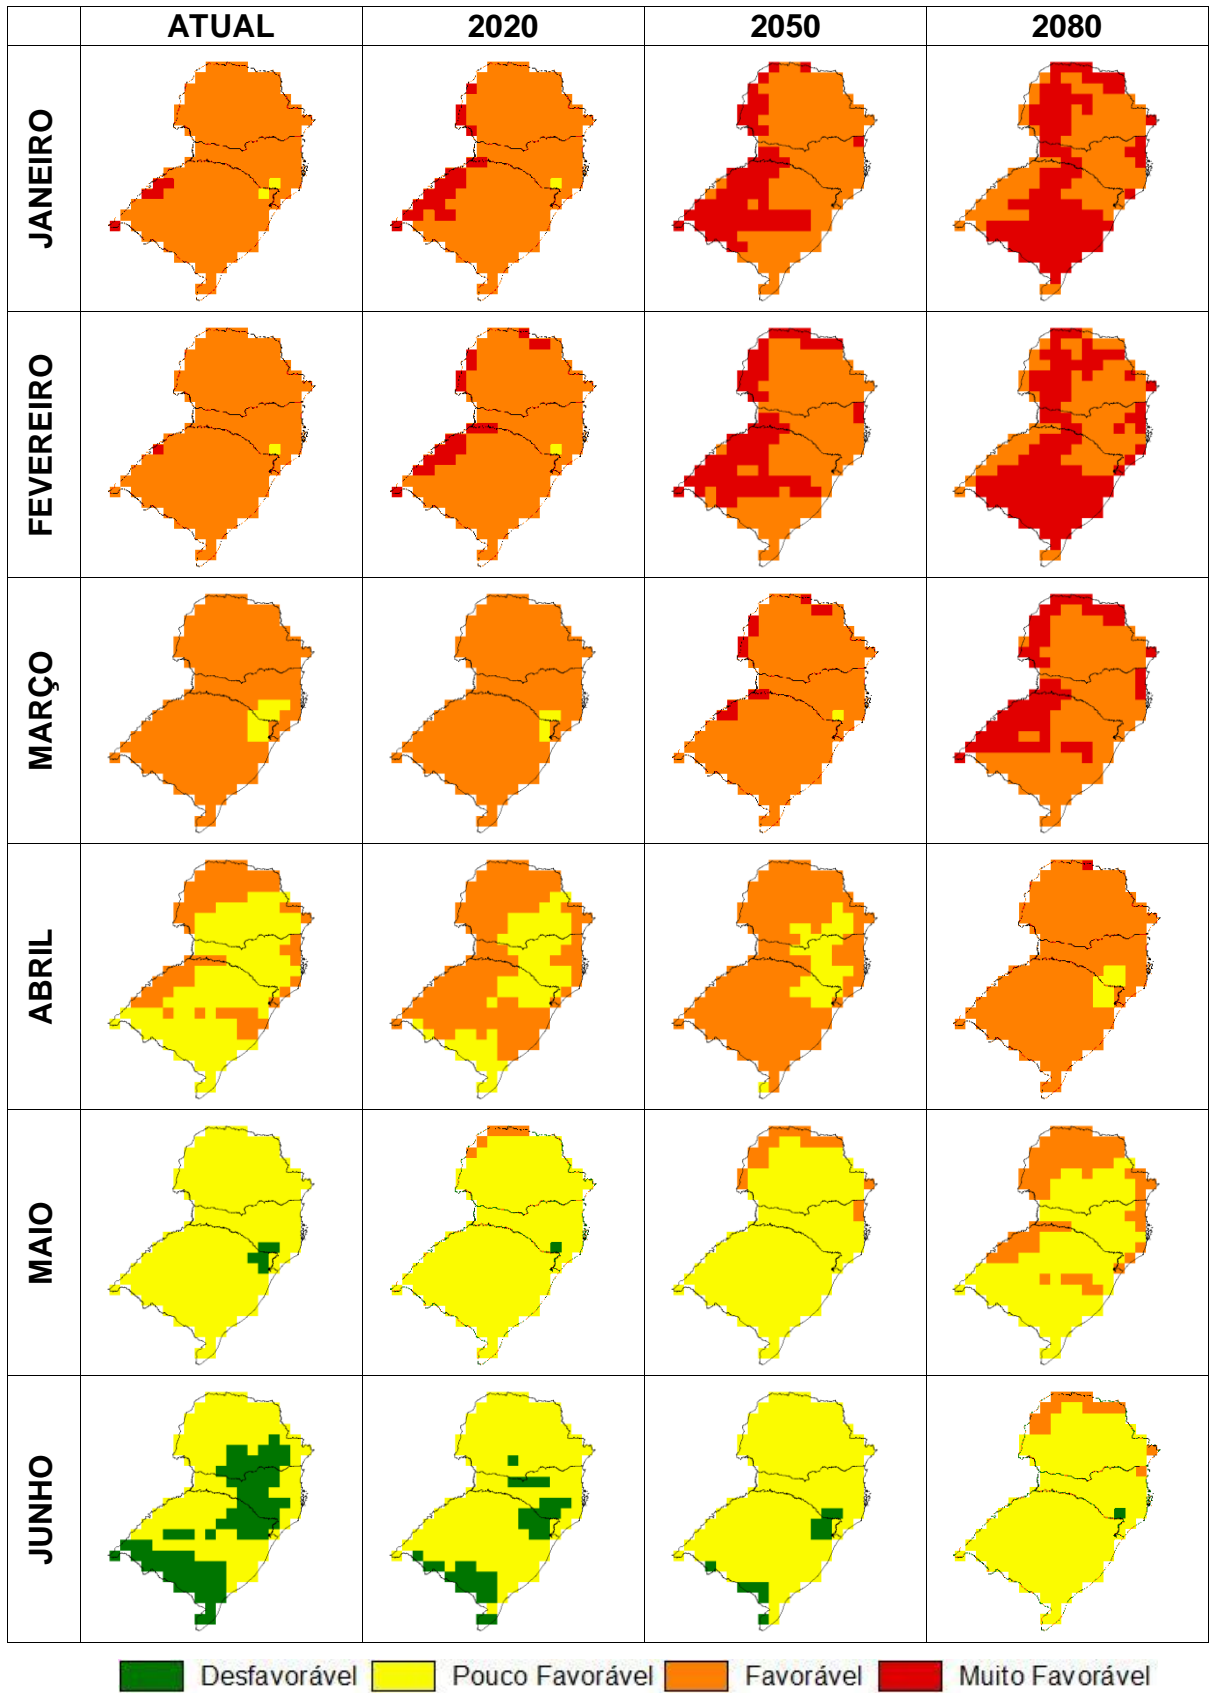 ATUAL 2020 2050 2080
JANEIRO
FEVEREIRO
MARÇO
ABRIL
MAIO
JUNHO
Desfavorável Pouco Favorável Favorável Muito Favorável